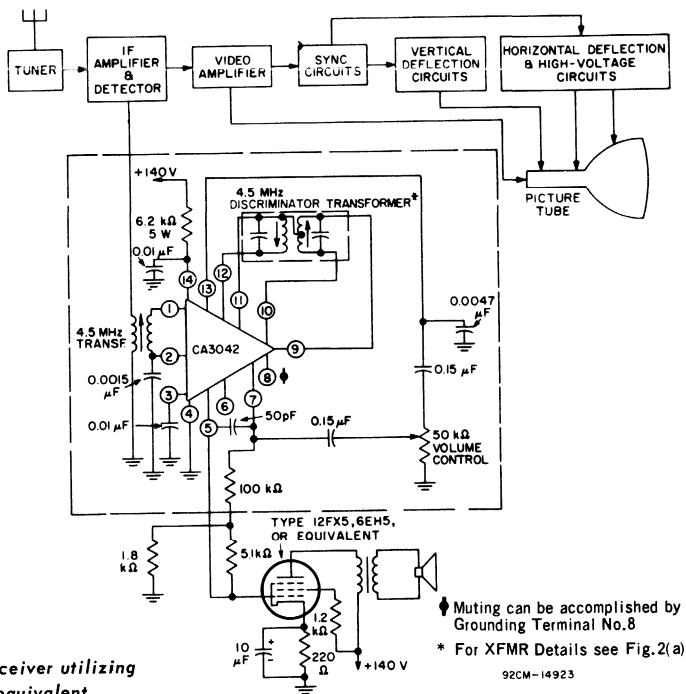 TUNER
IF
AMPLIFIER
&
DETECTOR
VIDEO
AMPLIFIER
SYNC
CIRCUITS
VERTICAL
DEFLECTION
CIRCUITS
HORIZONTAL DEFLECTION
& HIGH-VOLTAGE
CIRCUITS
PICTURE
TUBE
+140 V
6.2 kΩ
5 W
0.01 µF
4.5 MHz
DISCRIMINATOR TRANSFORMER*
14
13
12
11
10
1
4.5 MHz
TRANSF.
2
CA3042
9
8
0.0047
µF
0.0015
µF
3
4
5
6
7
0.15 µF
0.01 µF
50 pF
0.15 µF
50 kΩ
VOLUME
CONTROL
100 kΩ
TYPE 12FX5, 6EH5,
OR EQUIVALENT
1.8
kΩ
5.1kΩ
1.2
kΩ
10
µF
+
-
220
Ω
+140 V
Muting can be accomplished by
Grounding Terminal No.8
* For XFMR Details see Fig.2(a)
92CM-14923
ceiver utilizing
equivalent